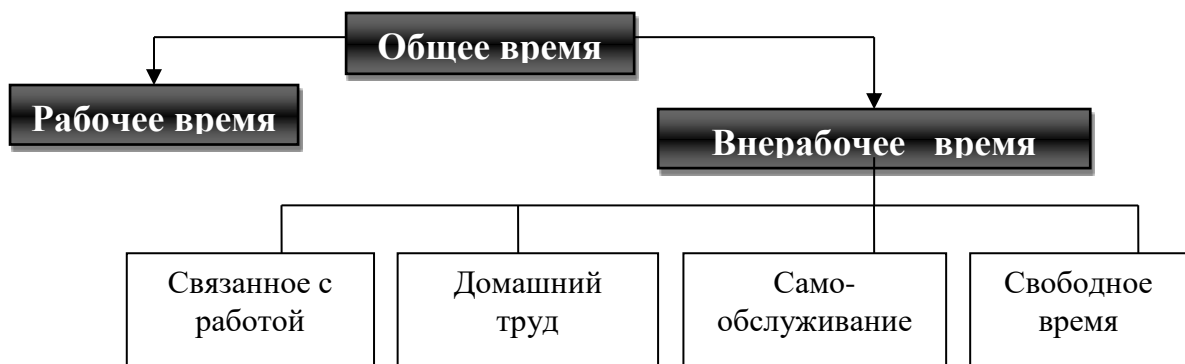 Общее время
Рабочее время
Внерабочее время
Связанное с
работой
Домашний
труд
Само-
обслуживание
Свободное
время